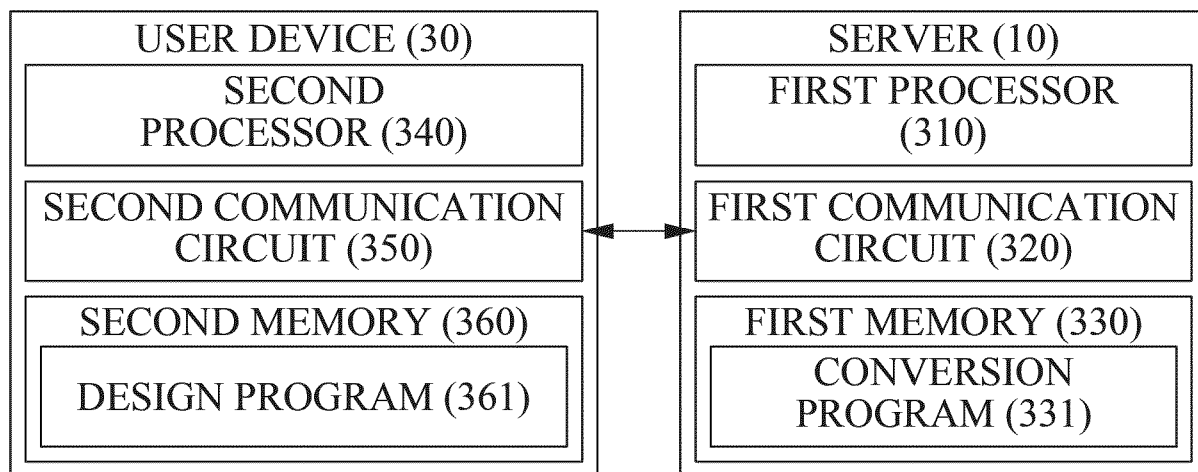 USER DEVICE (30)
SECOND
PROCESSOR (340)
SECOND COMMUNICATION
CIRCUIT (350)
SECOND MEMORY (360)
DESIGN PROGRAM (361)
SERVER (10)
FIRST PROCESSOR
(310)
FIRST COMMUNICATION
CIRCUIT (320)
FIRST MEMORY (330)
CONVERSION
PROGRAM (331)